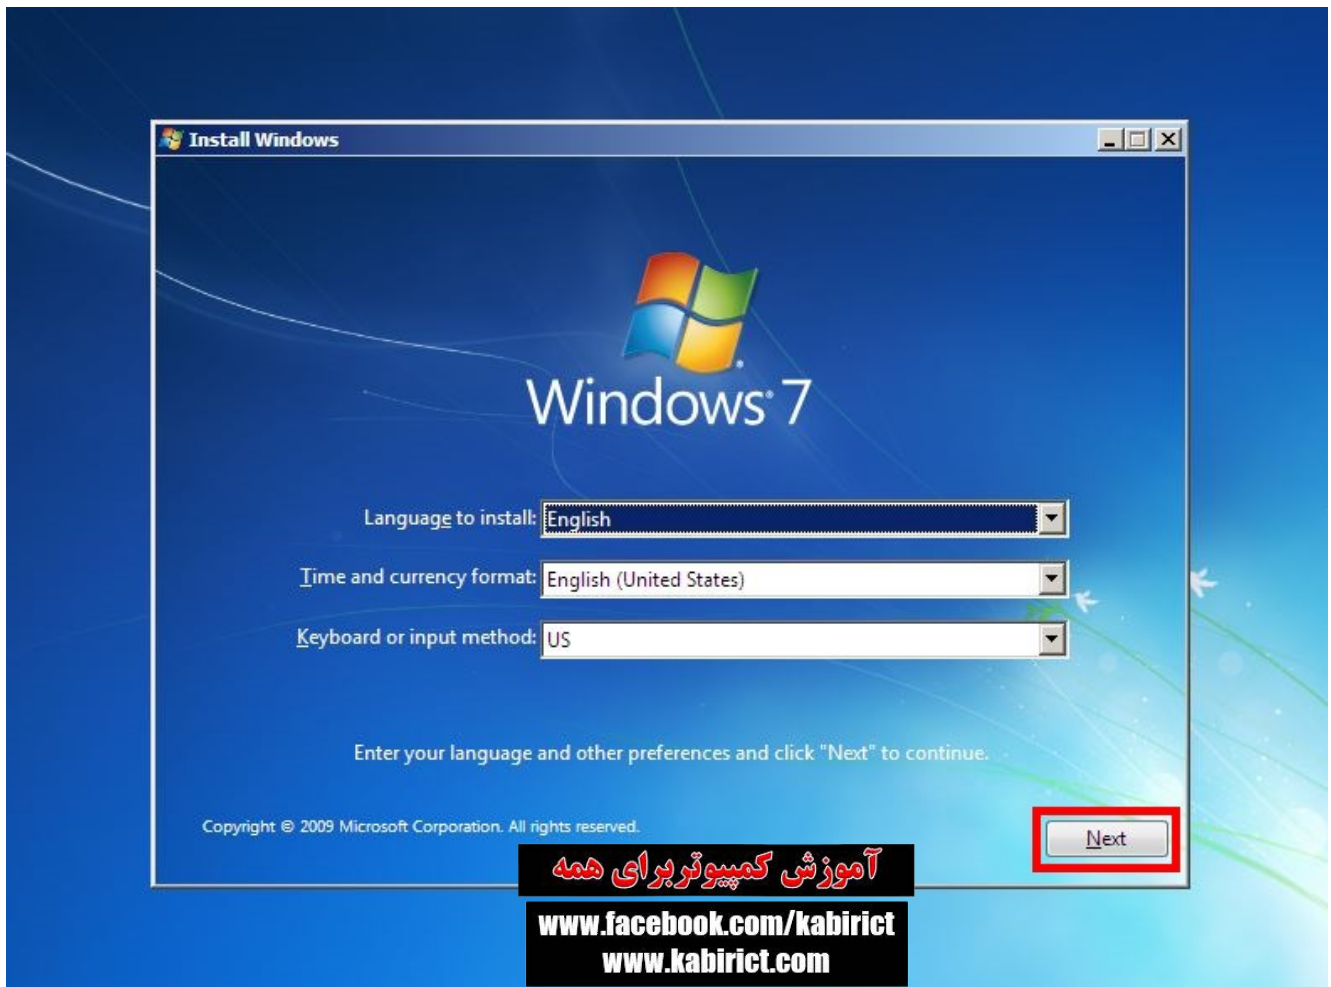 Install Windows
Windows® 7
Language to install: English
Time and currency format: English (United States)
Keyboard or input method: US
Enter your language and other preferences and click "Next" to continue.
Copyright © 2009 Microsoft Corporation. All rights reserved.
Next
آموزش کمپیوتر برای همه
www.facebook.com/kabirict
www.kabirict.com